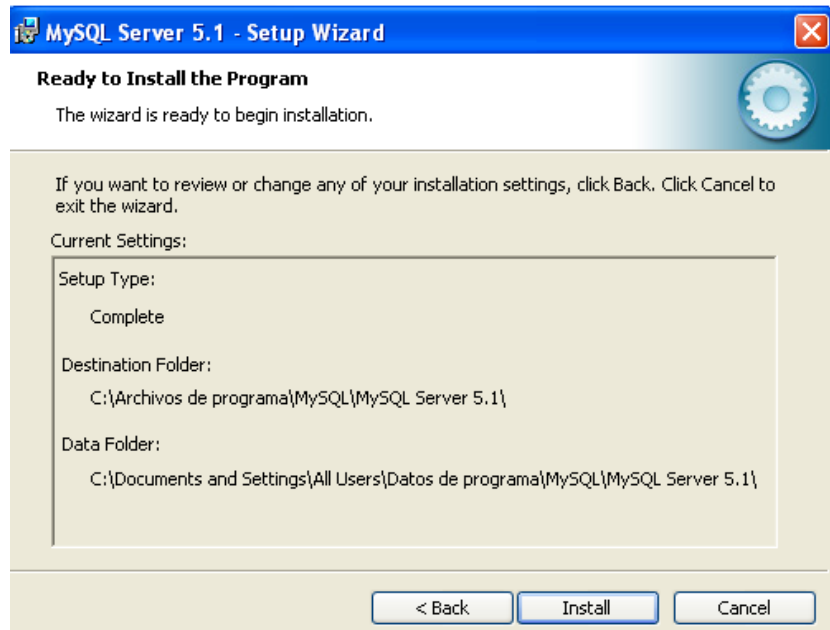 MySQL Server 5.1 - Setup Wizard
Ready to Install the Program
The wizard is ready to begin installation.
If you want to review or change any of your installation settings, click Back. Click Cancel to
exit the wizard.
Current Settings:
Setup Type:
Complete
Destination Folder:
C:\Archivos de programa\MySQL\MySQL Server 5.1\
Data Folder:
C:\Documents and Settings\All Users\Datos de programa\MySQL\MySQL Server 5.1\
< Back Install Cancel